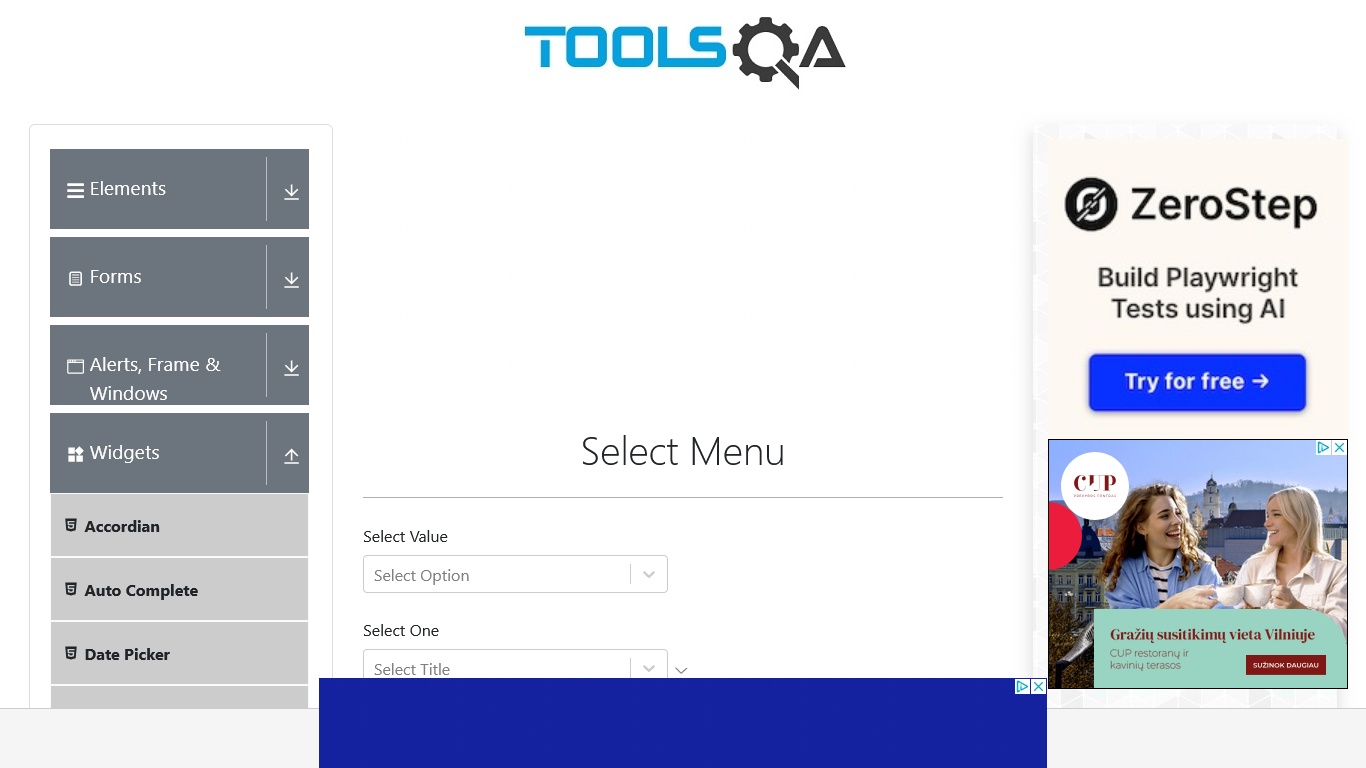 TOOLSQA
Elements
Forms
Alerts, Frame &
Windows
Widgets
Accordian
Auto Complete
Date Picker
Select Menu
Select Value
Select Option
Select One
Select Title
ZeroStep
Build Playwright
Tests using AI
Try for free →
CUP
Gražių susitikimų vieta Vilniuje
CUP restoranų ir
kavinių terasos
SUŽINOK DAUGIAU